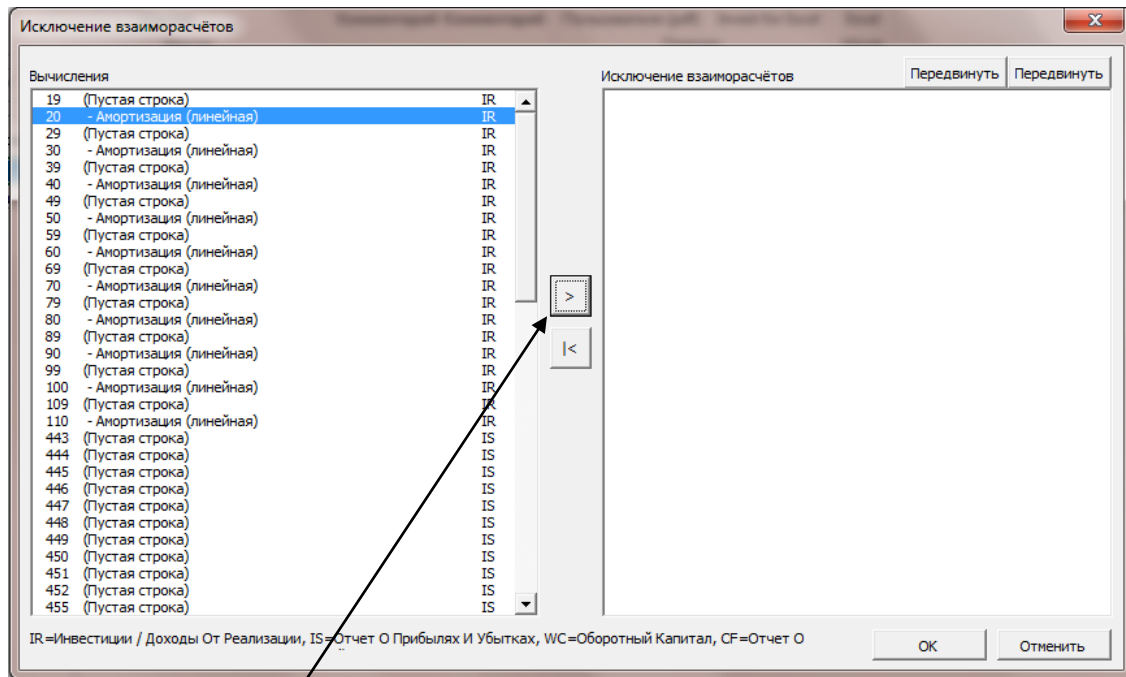 Исключение взаиморасчётов
Вычисления
Исключение взаиморасчётов
Передвинуть
Передвинуть
19 (Пустая строка) IR
20 - Амортизация (линейная) IR
29 (Пустая строка) IR
30 - Амортизация (линейная) IR
39 (Пустая строка) IR
40 - Амортизация (линейная) IR
49 (Пустая строка) IR
50 - Амортизация (линейная) IR
59 (Пустая строка) IR
60 - Амортизация (линейная) IR
69 (Пустая строка) IR
70 - Амортизация (линейная) IR
79 (Пустая строка) IR
80 - Амортизация (линейная) IR
89 (Пустая строка) IR
90 - Амортизация (линейная) IR
99 (Пустая строка) IR
100 - Амортизация (линейная) IR
109 (Пустая строка) IR
110 - Амортизация (линейная) IR
443 (Пустая строка) IS
444 (Пустая строка) IS
445 (Пустая строка) IS
446 (Пустая строка) IS
447 (Пустая строка) IS
448 (Пустая строка) IS
449 (Пустая строка) IS
450 (Пустая строка) IS
451 (Пустая строка) IS
452 (Пустая строка) IS
455 (Пустая строка) IS
>
|<
IR=Инвестиции / Доходы От Реализации, IS=Отчет О Прибылях И Убытках, WC=Оборотный Капитал, CF=Отчет О
OK
Отменить